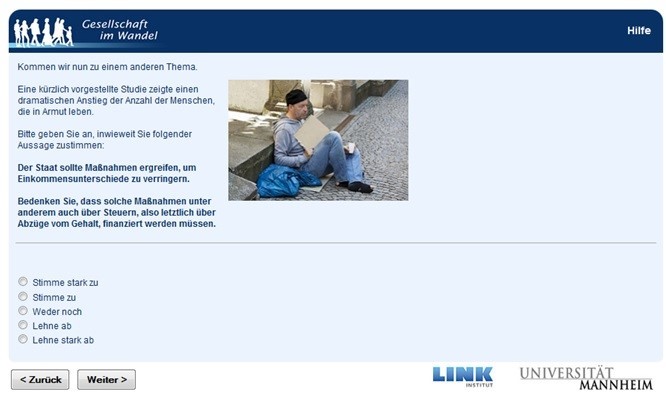 Gesellschaft
im Wandel
Hilfe
Kommen wir nun zu einem anderen Thema.
Eine kürzlich vorgestellte Studie zeigte einen
dramatischen Anstieg der Anzahl der Menschen,
die in Armut leben.
Bitte geben Sie an, inwieweit Sie folgender
Aussage zustimmen:
Der Staat sollte Maßnahmen ergreifen, um
Einkommensunterschiede zu verringern.
Bedenken Sie, dass solche Maßnahmen unter
anderem auch über Steuern, also letztlich über
Abzüge vom Gehalt, finanziert werden müssen.
Stimme stark zu
Stimme zu
Weder noch
Lehne ab
Lehne stark ab
< Zurück
Weiter >
LINK
INSTITUT
UNIVERSITÄT
MANNHEIM